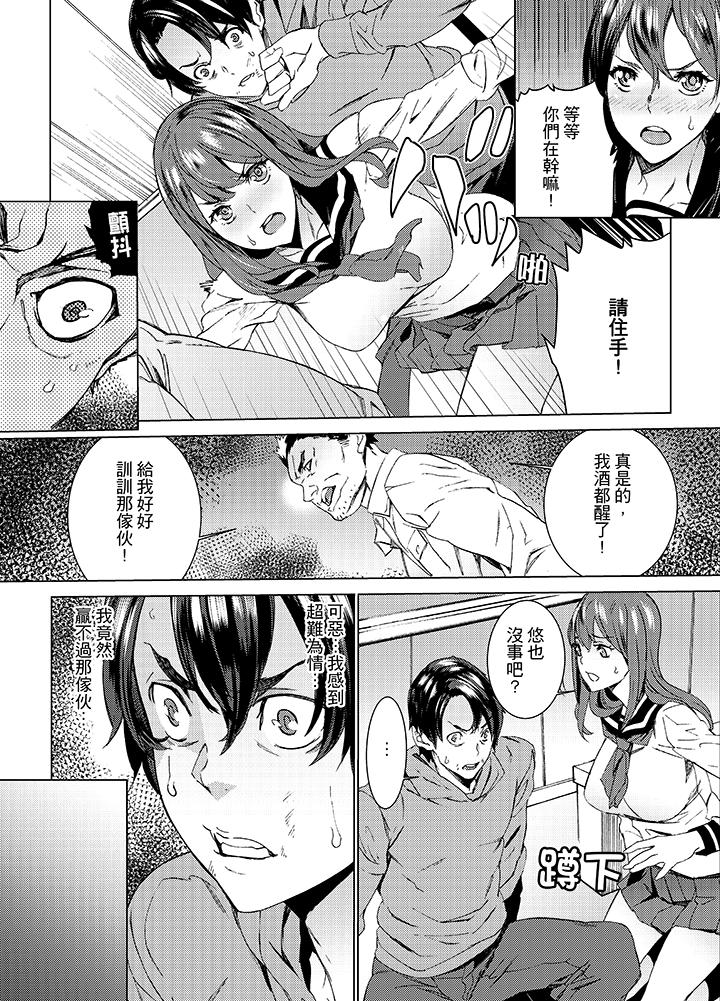 等等
你們在幹嘛！
請住手！
啪
顫抖
真是的，
我酒都醒了！
給我好好
訓訓那傢伙！
悠也
沒事吧？
…
蹲下
可惡…我感到
超難為情…
我竟然
贏不過那傢伙…